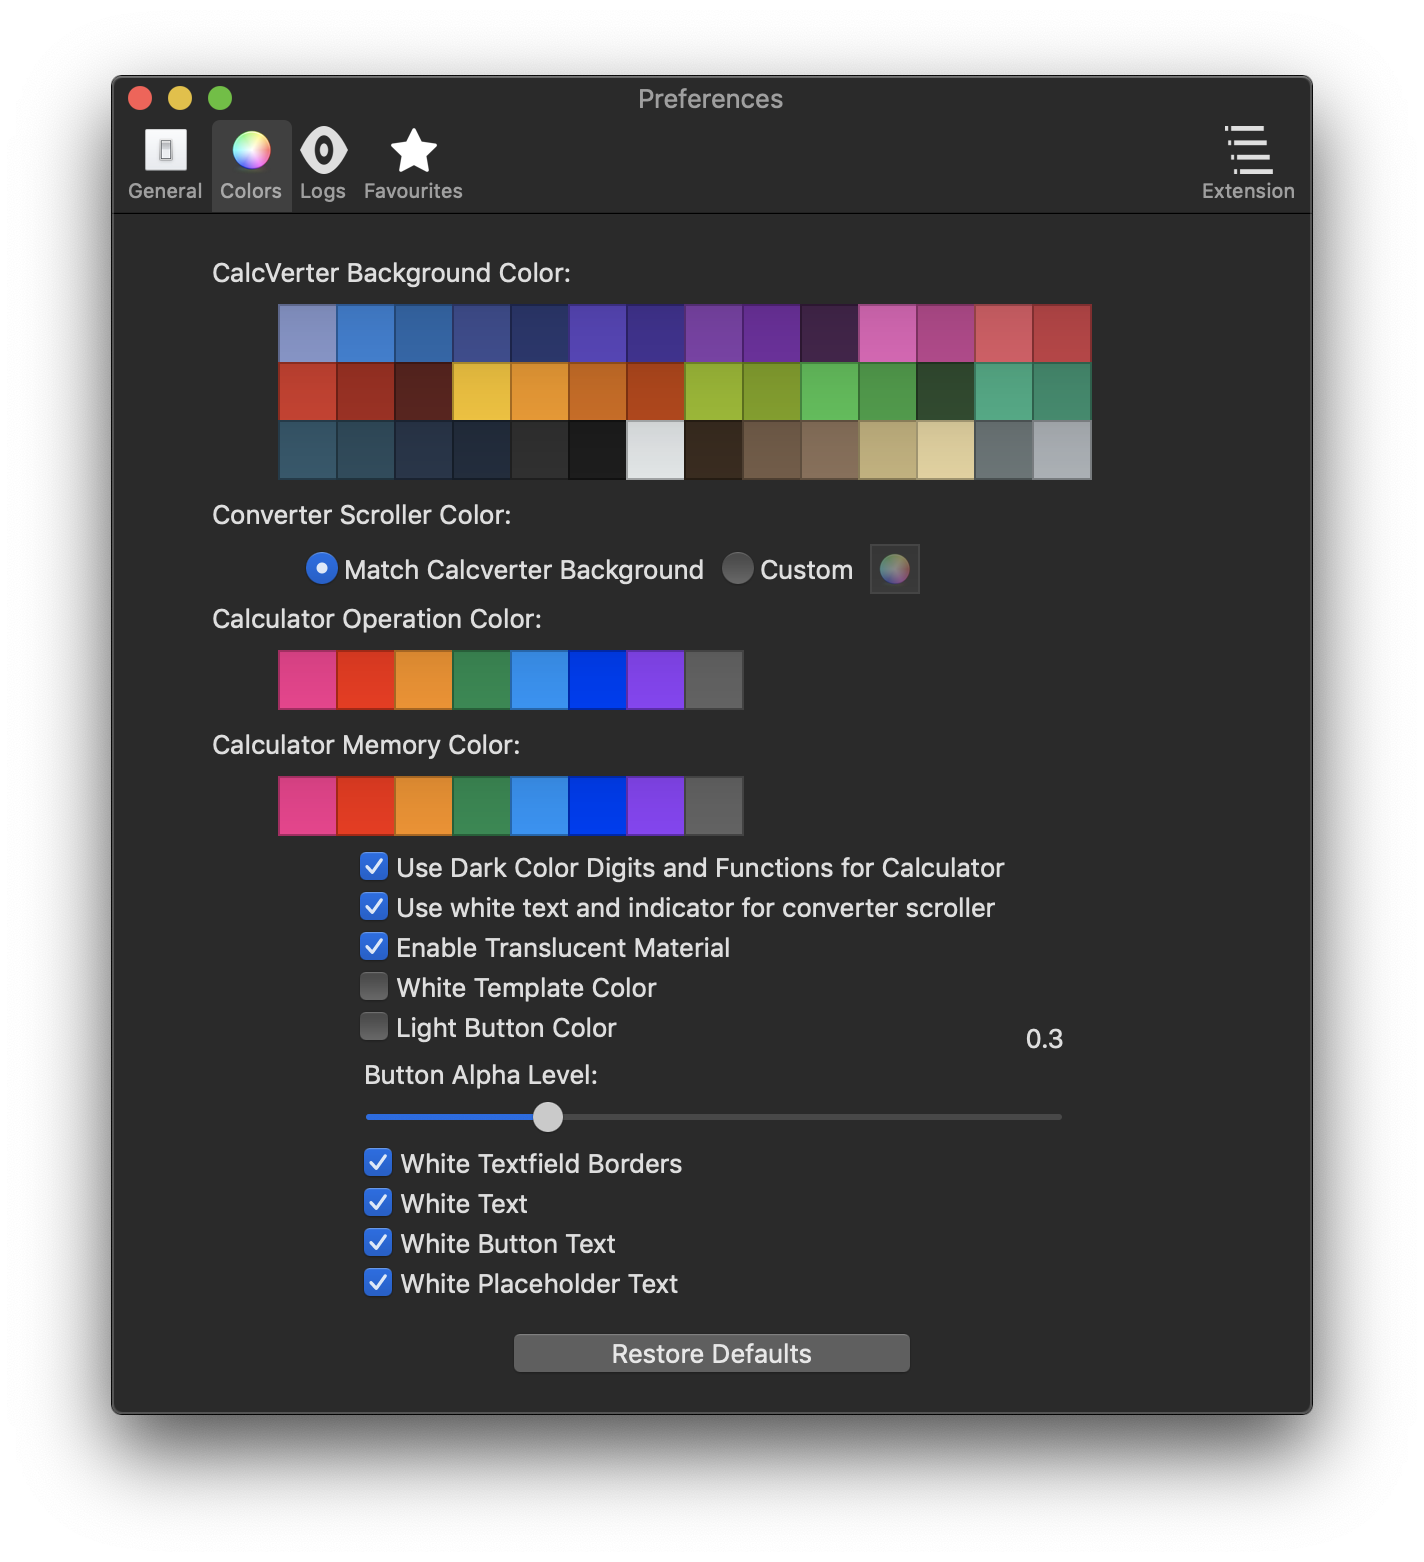 Preferences
General
Colors
Logs
Favourites
Extension
CalcVerter Background Color:
Converter Scroller Color:
Match Calcverter Background
Custom
Calculator Operation Color:
Calculator Memory Color:
Use Dark Color Digits and Functions for Calculator
Use white text and indicator for converter scroller
Enable Translucent Material
White Template Color
Light Button Color
0.3
Button Alpha Level:
White Textfield Borders
White Text
White Button Text
White Placeholder Text
Restore Defaults